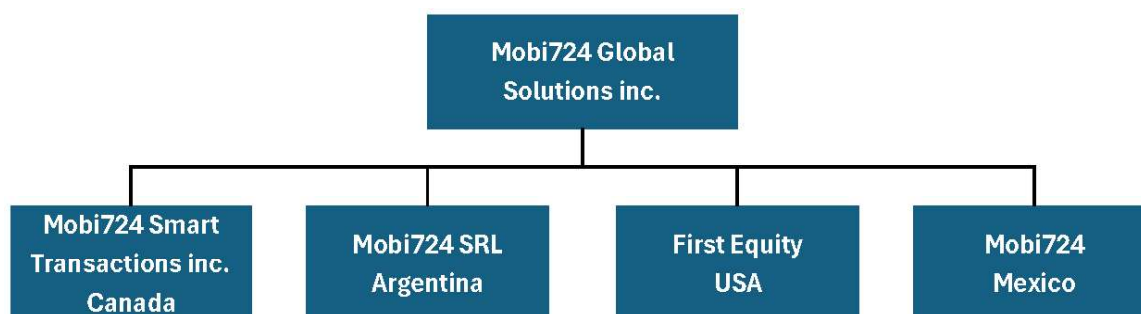 Mobi724 Global
Solutions inc.
Mobi724 Smart
Transactions inc.
Canada
Mobi724 SRL
Argentina
First Equity
USA
Mobi724
Mexico